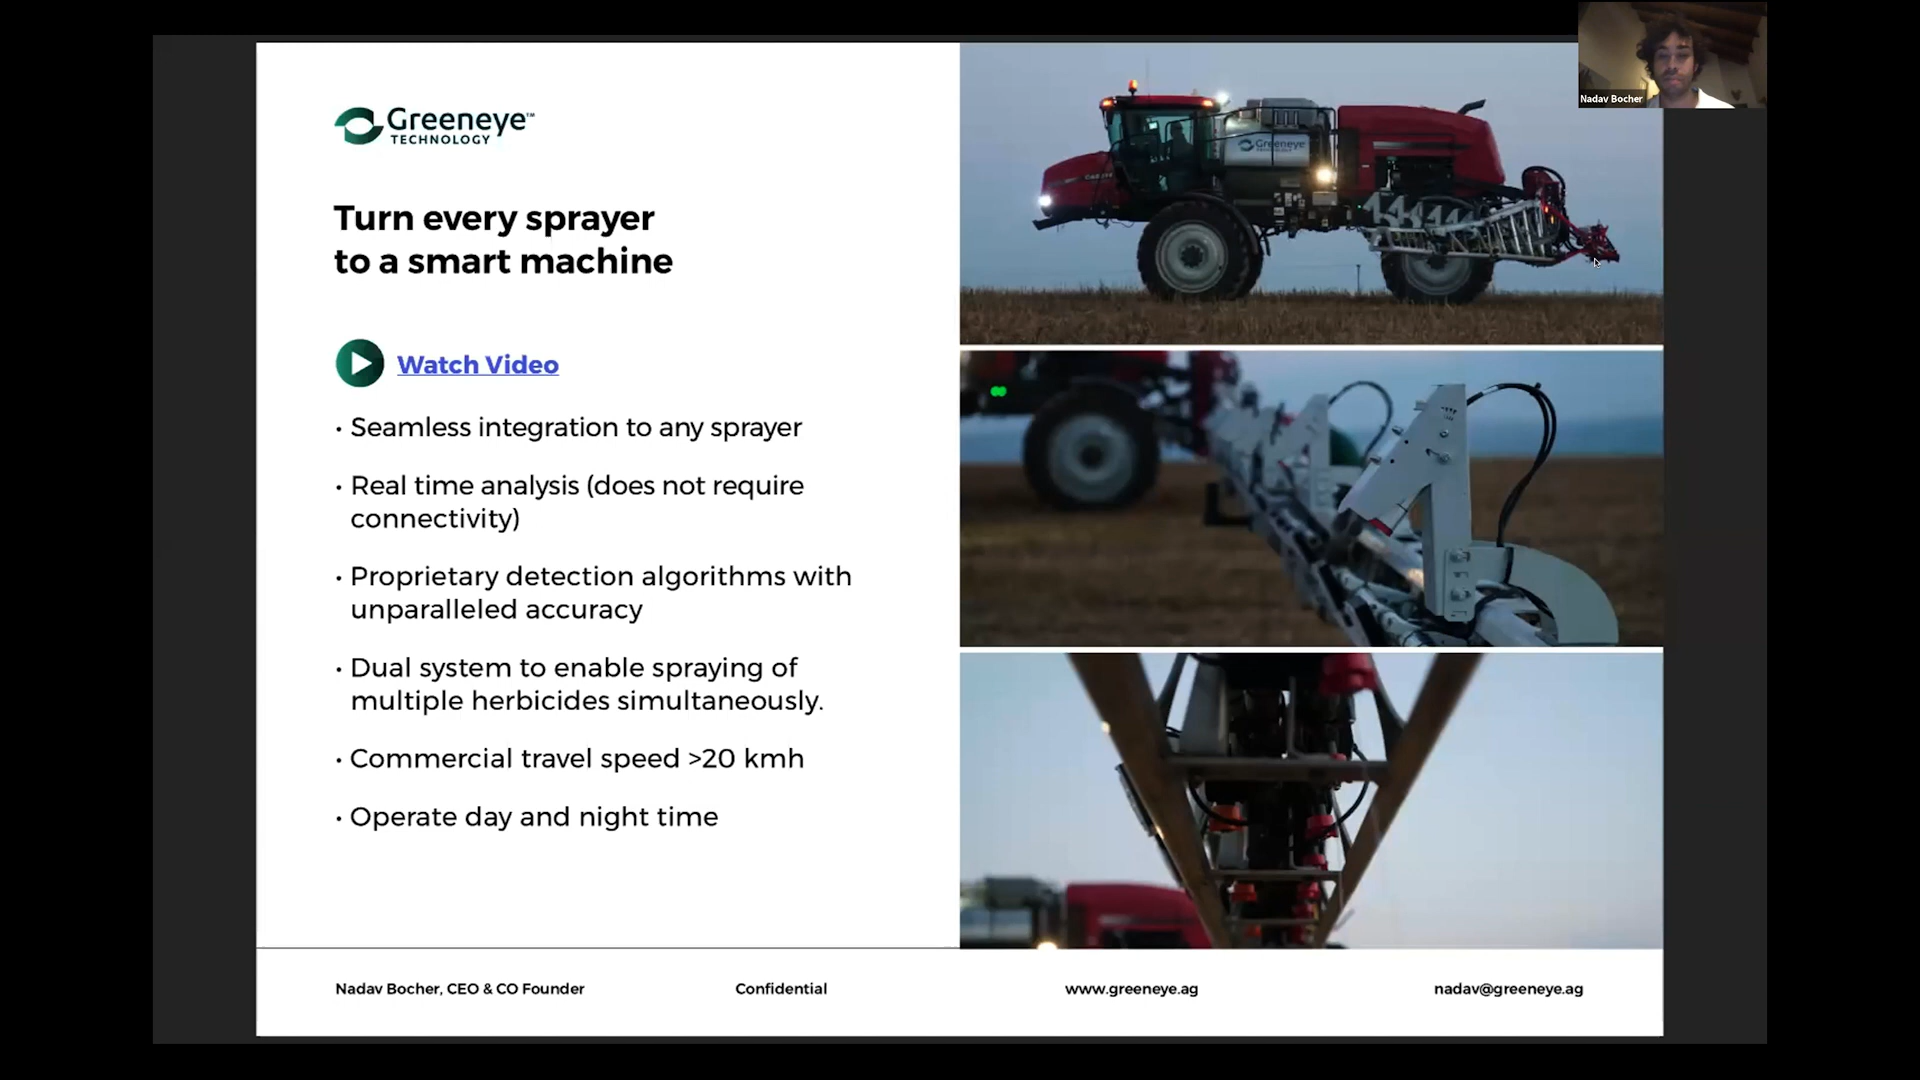 Nadav Bocher
Greeneye™
TECHNOLOGY
Greeneye
TECHNOLOGY
Turn every sprayer
to a smart machine
Watch Video
• Seamless integration to any sprayer
• Real time analysis (does not require
connectivity)
• Proprietary detection algorithms with
unparalleled accuracy
• Dual system to enable spraying of
multiple herbicides simultaneously.
• Commercial travel speed >20 kmh
• Operate day and night time
Nadav Bocher, CEO & CO Founder
Confidential
www.greeneye.ag
nadav@greeneye.ag